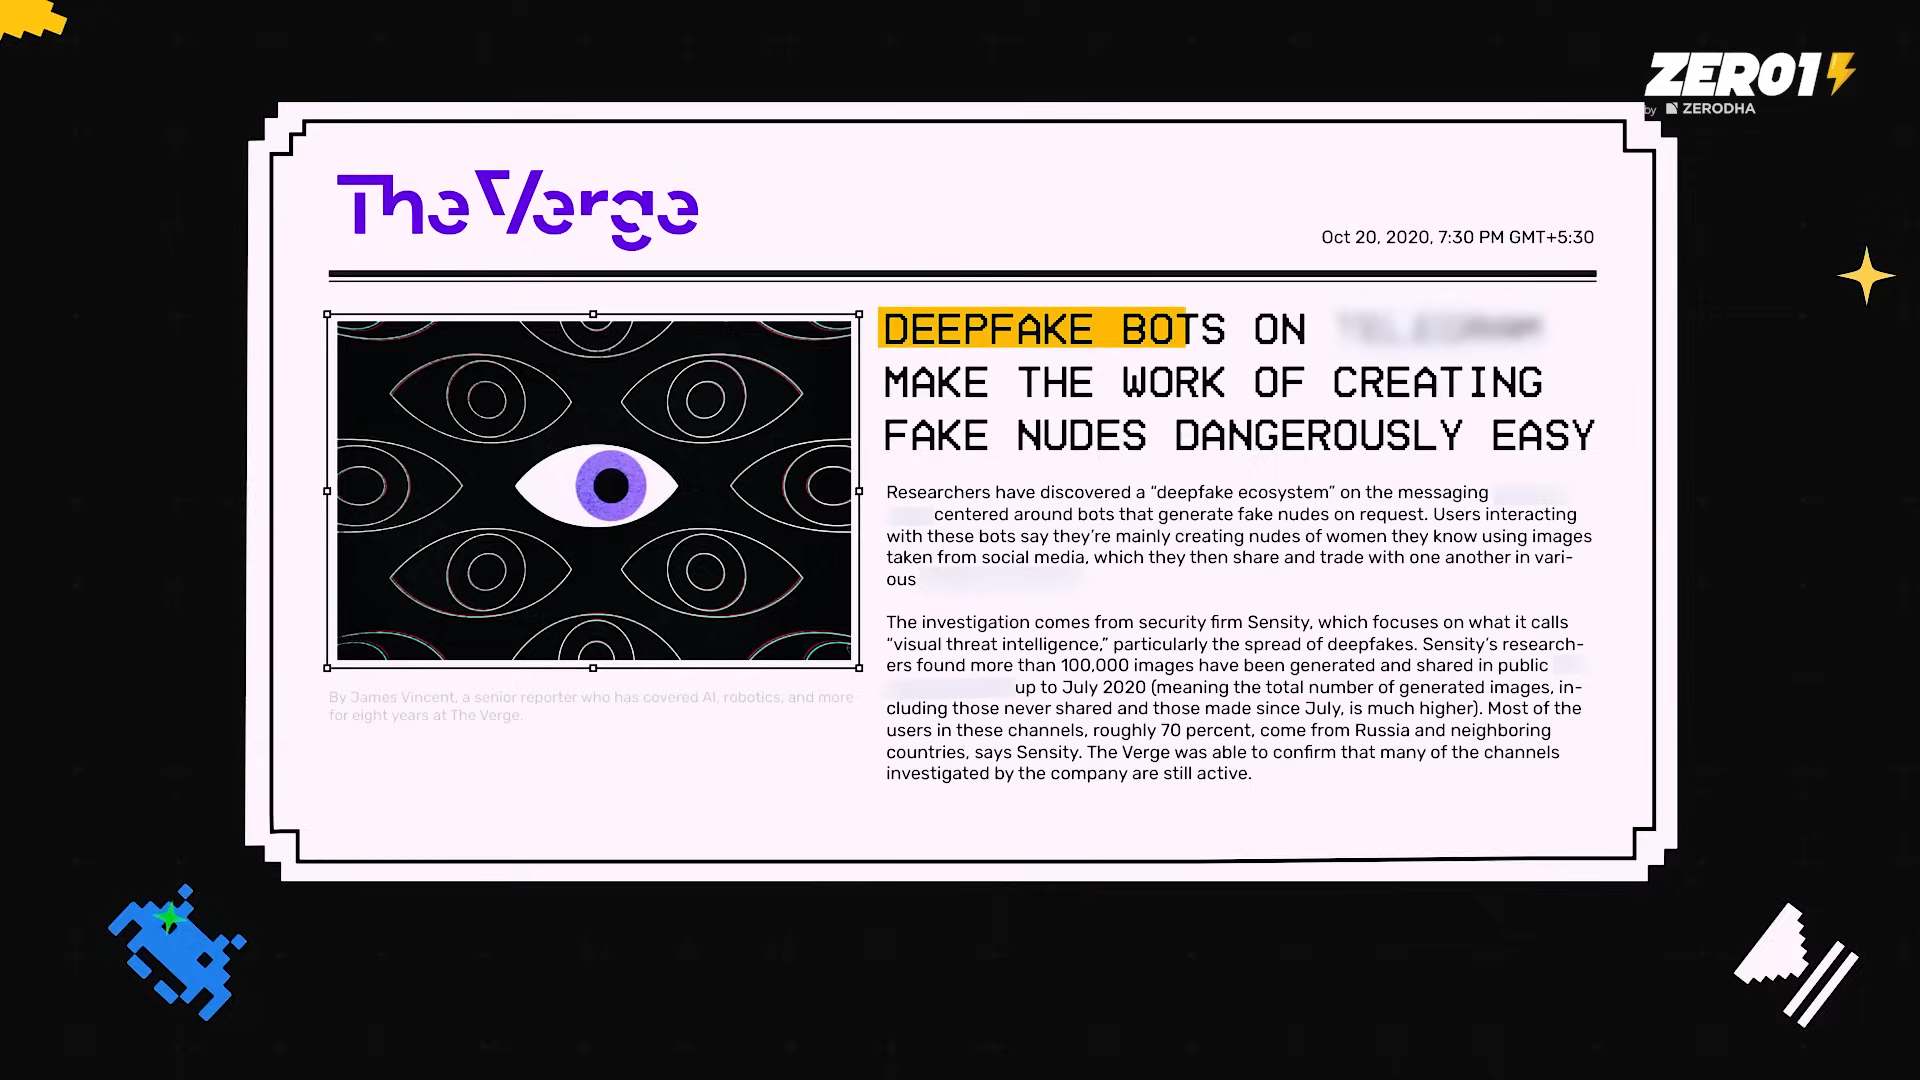 ZERO1
by ZERODHA
The Verge
Oct 20, 2020, 7:30 PM GMT+5:30
DEEPFAKE BOTS ON
MAKE THE WORK OF CREATING
FAKE NUDES DANGEROUSLY EASY
Researchers have discovered a “deepfake ecosystem” on the messaging
centered around bots that generate fake nudes on request. Users interacting
with these bots say they’re mainly creating nudes of women they know using images
taken from social media, which they then share and trade with one another in vari-
ous
The investigation comes from security firm Sensity, which focuses on what it calls
“visual threat intelligence,” particularly the spread of deepfakes. Sensity’s research-
ers found more than 100,000 images have been generated and shared in public
up to July 2020 (meaning the total number of generated images, in-
cluding those never shared and those made since July, is much higher). Most of the
users in these channels, roughly 70 percent, come from Russia and neighboring
countries, says Sensity. The Verge was able to confirm that many of the channels
investigated by the company are still active.
By James Vincent, a senior reporter who has covered AI, robotics, and more
for eight years at The Verge.